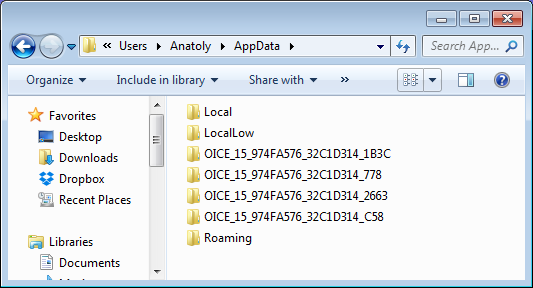 « Users Anatoly AppData
Search App...
Organize Include in library Share with »
Favorites
Desktop
Downloads
Dropbox
Recent Places
Libraries
Documents
Local
LocalLow
OICE_15_974FA576_32C1D314_1B3C
OICE_15_974FA576_32C1D314_778
OICE_15_974FA576_32C1D314_2663
OICE_15_974FA576_32C1D314_C58
Roaming